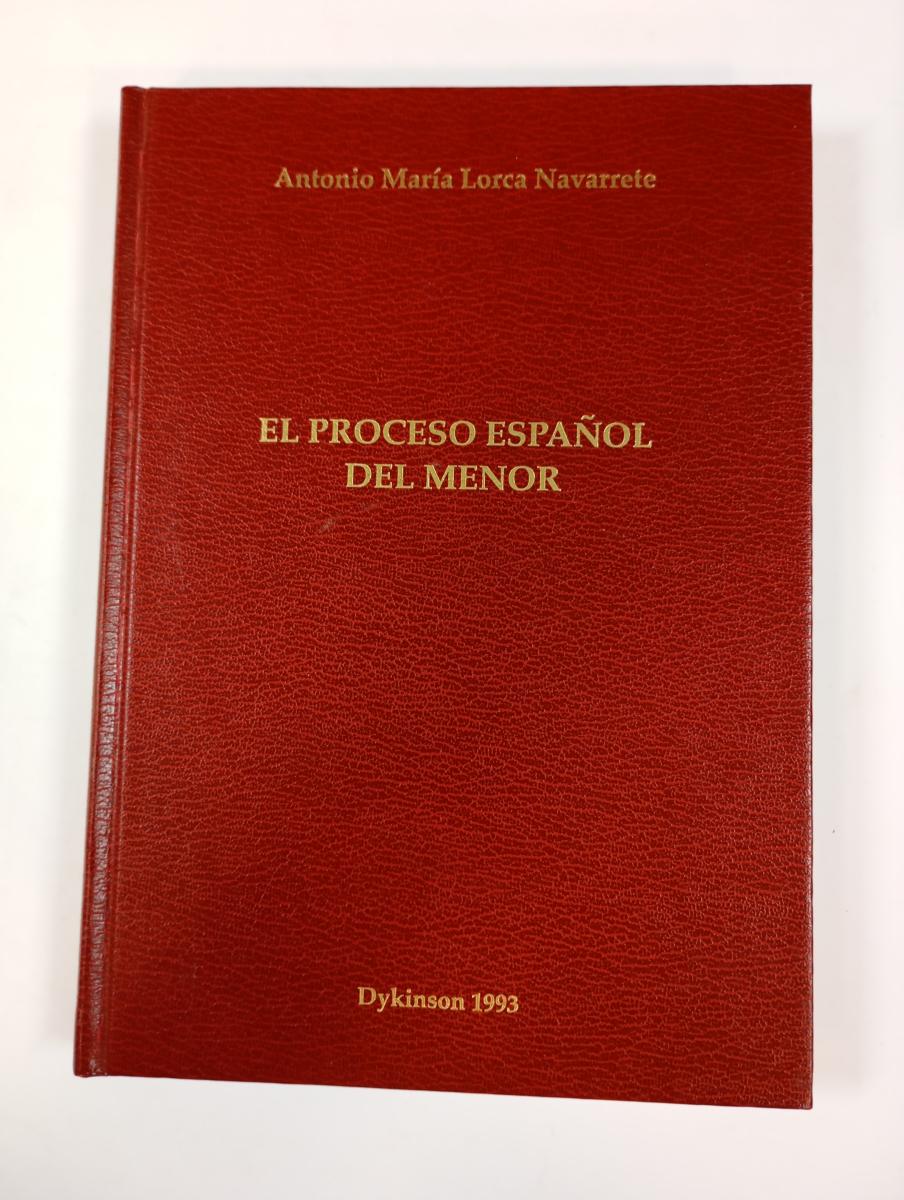 Antonio María Lorca Navarrete
EL PROCESO ESPAÑOL
DEL MENOR
Dykinson 1993